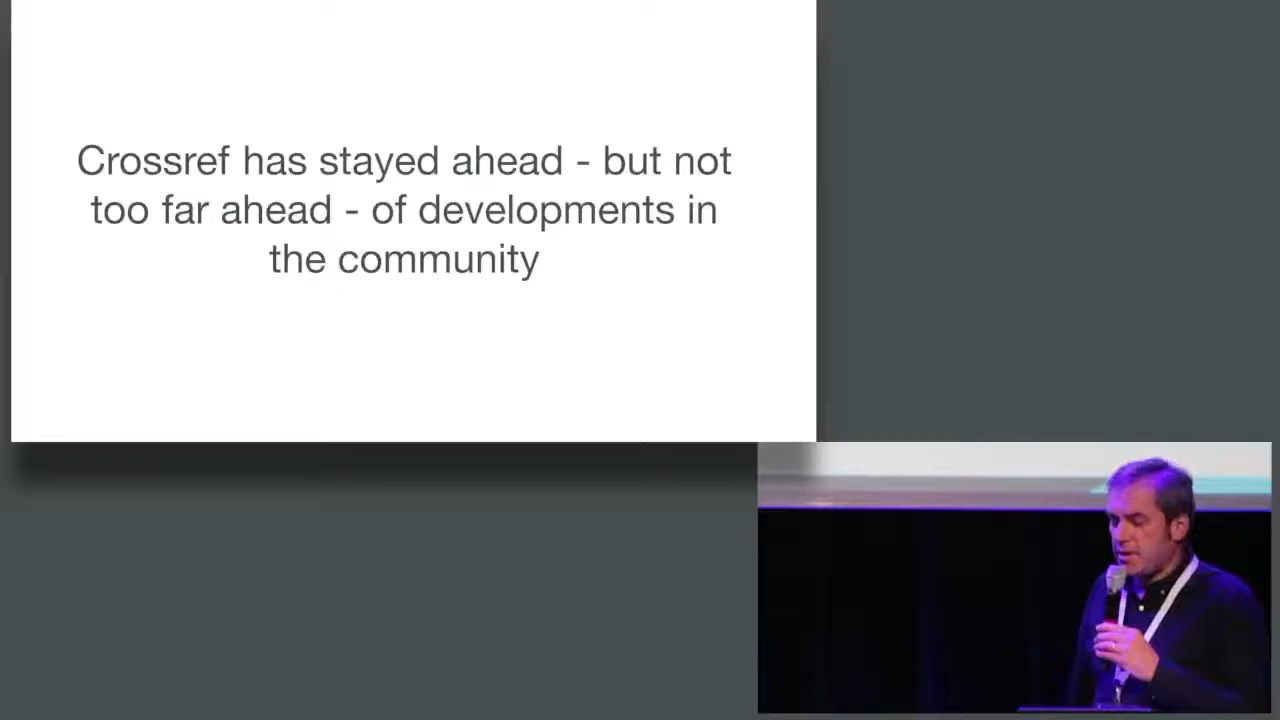 Crossref has stayed ahead - but not
too far ahead - of developments in
the community